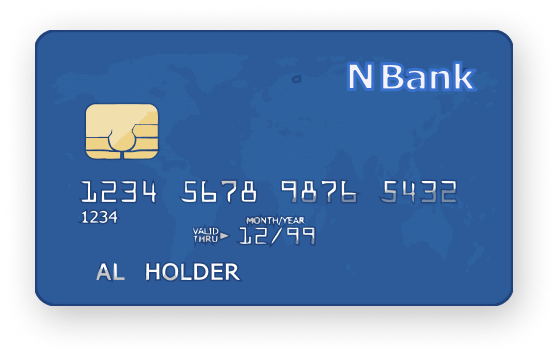 N Bank
1234 5678 9876 5432
1234
MONTH/YEAR
VALID THRU 12/99
AL HOLDER